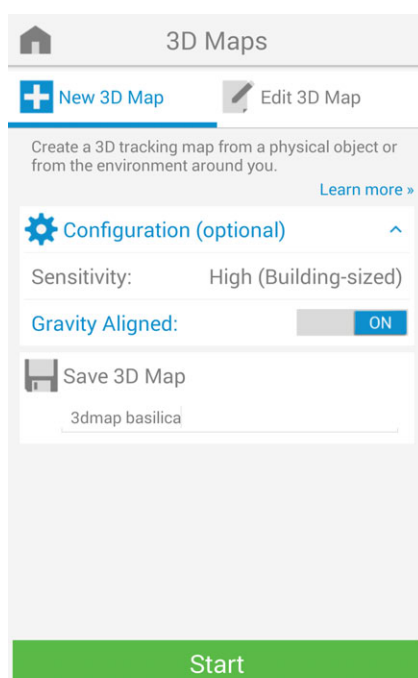 3D Maps
New 3D Map
Edit 3D Map
Create a 3D tracking map from a physical object or
from the environment around you.
Learn more »
Configuration (optional)
Sensitivity: High (Building-sized)
Gravity Aligned: ON
Save 3D Map
3dmap basilica
Start